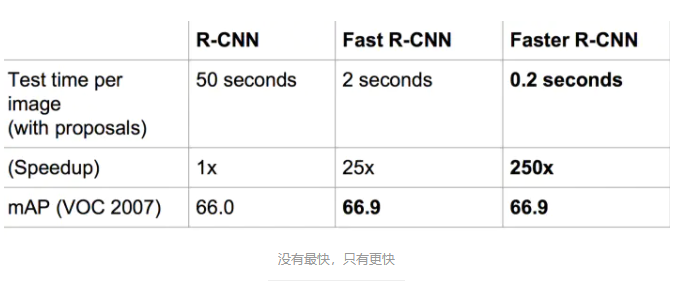 R-CNN Fast R-CNN Faster R-CNN
Test time per 50 seconds 2 seconds 0.2 seconds
image
(with proposals)
(Speedup) 1x 25x 250x
mAP (VOC 2007) 66.0 66.9 66.9
没有最快，只有更快